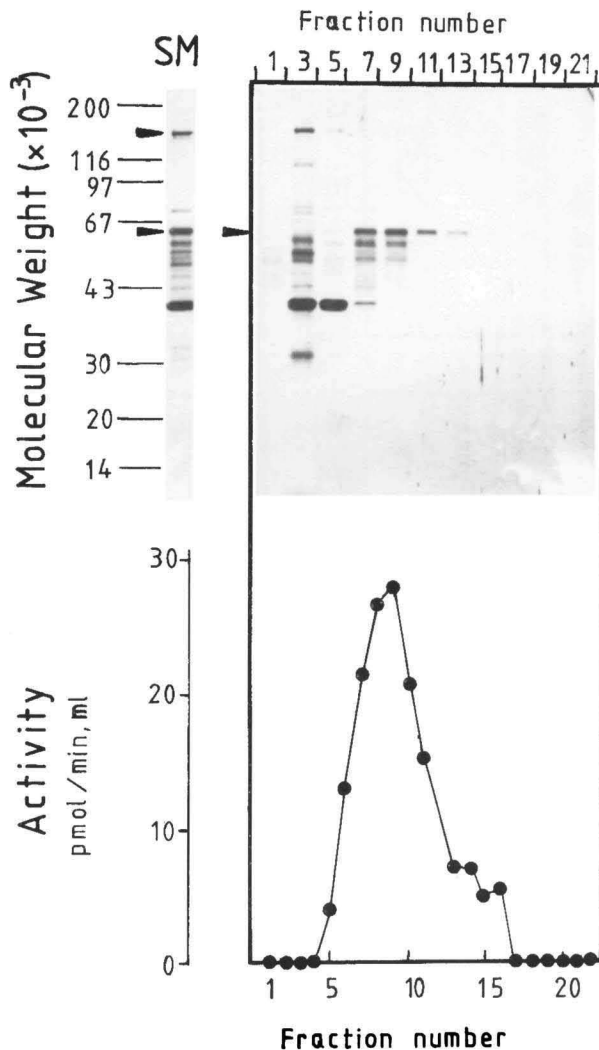 Fraction number
SM
1 3 5 7 9 11 13 15 17 19 21
Molecular Weight (×10⁻³)
200
116
97
67
43
30
20
14
Activity
pmol/min, ml
30
20
10
0
1 5 10 15 20
Fraction number